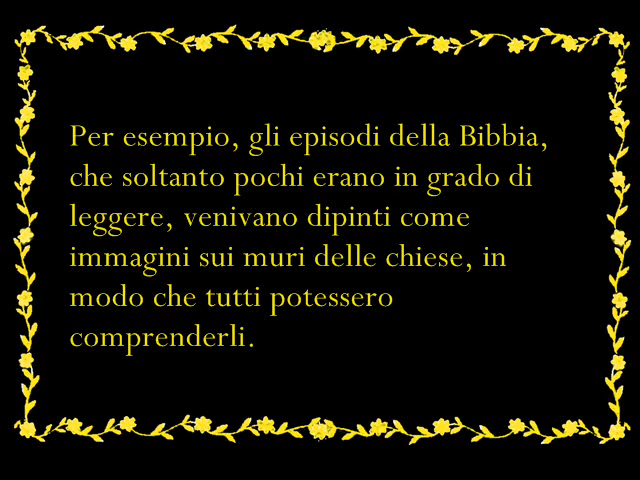 Per esempio, gli episodi della Bibbia,
che soltanto pochi erano in grado di
leggere, venivano dipinti come
immagini sui muri delle chiese, in
modo che tutti potessero
comprenderli.